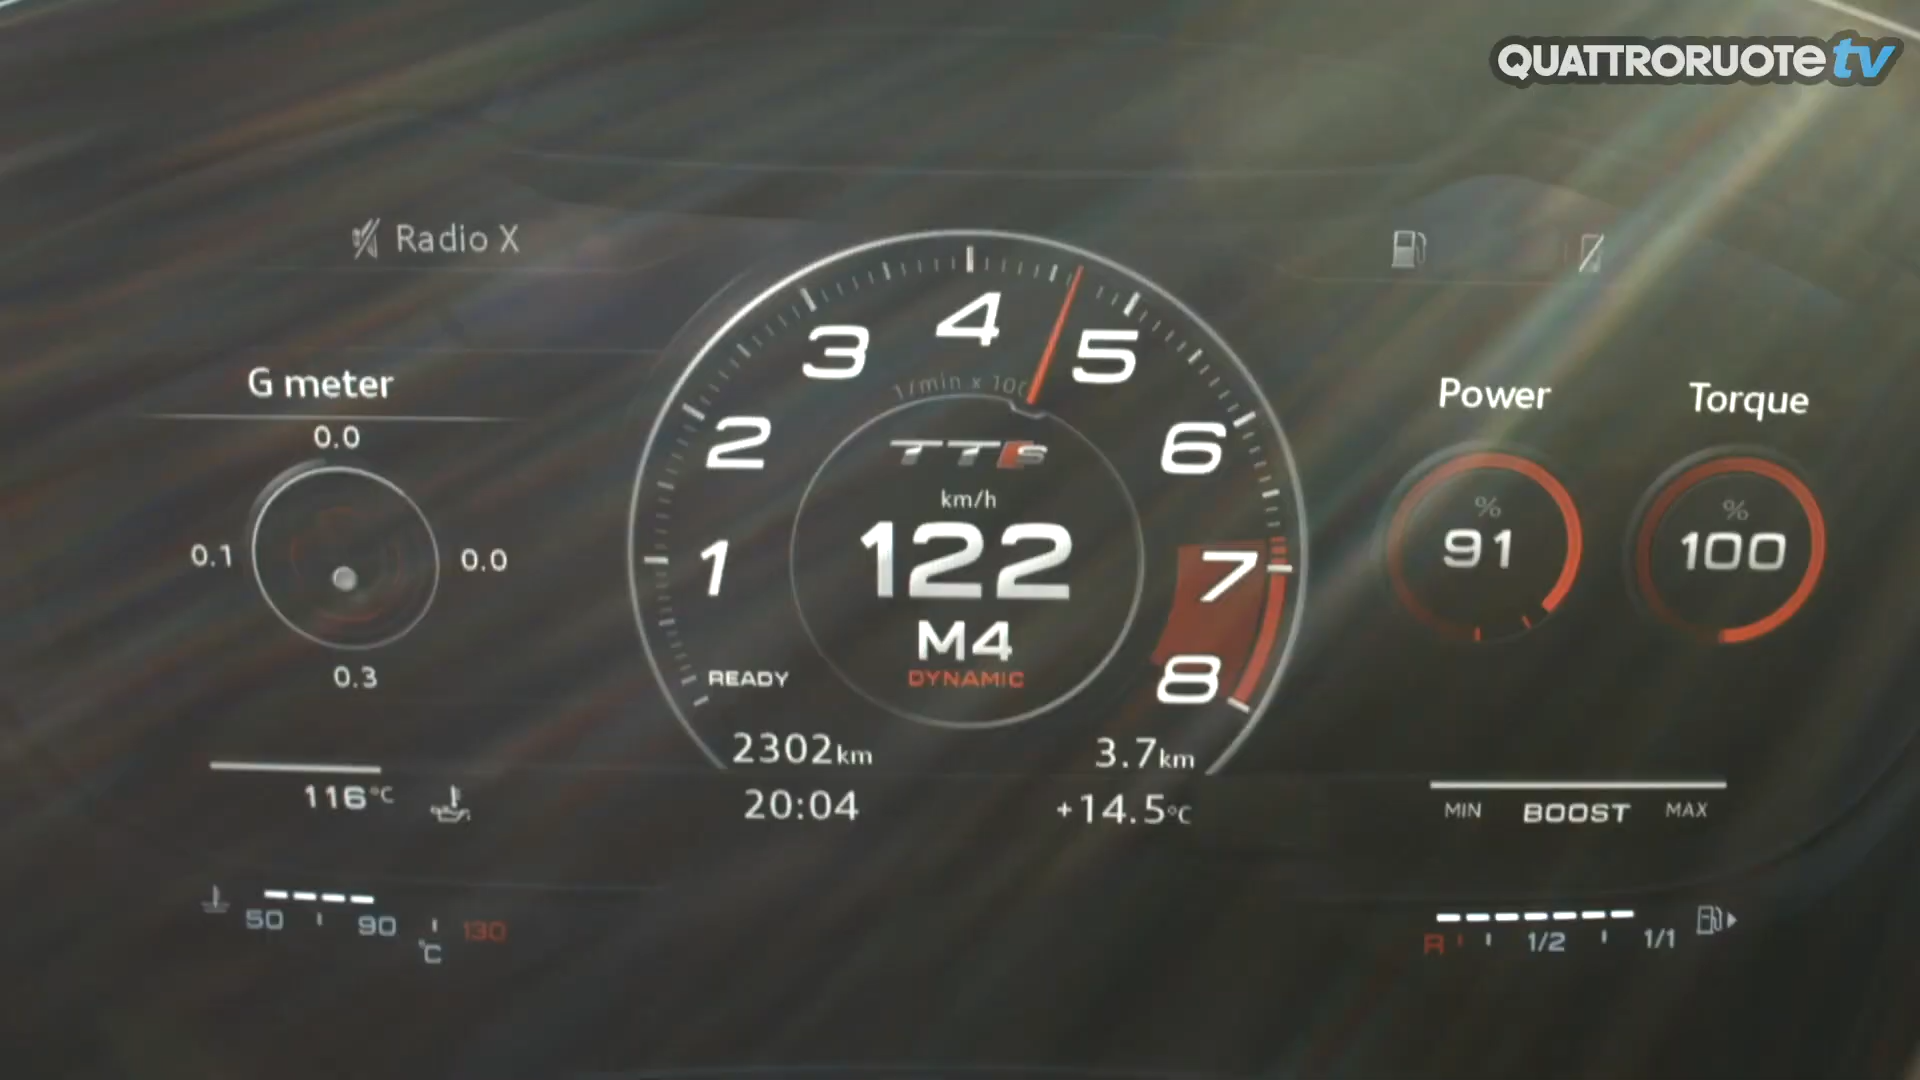 QUATTRORUOTE tv
Radio X
G meter
0.0
0.1
0.0
0.3
116°C
50
90
130
°C
1
2
3
4
5
6
7
8
TTS
km/h
122
M4
DYNAMIC
READY
2302km
3.7km
20:04
+14.5°C
Power
Torque
%
91
%
100
MIN BOOST MAX
R
1/2
1/1